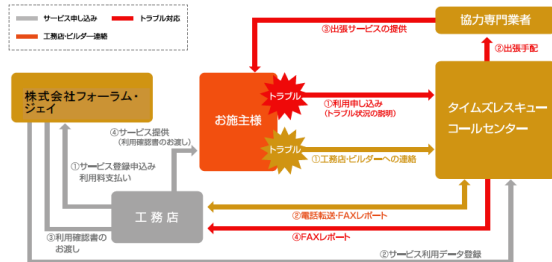 サービス申し込み
トラブル対応
工務店・ビルダー連絡
協力専門業者
③出張サービスの提供
②出張手配
株式会社フォーラム・
ジェイ
お施主様
トラブル
①利用申し込み
(トラブル状況の説明)
タイムズレスキュー
コールセンター
④サービス提供
(利用確認書のお渡し)
トラブル
①工務店・ビルダーへの連絡
①サービス登録申込み
利用料支払い
工務店
②電話転送・FAXレポート
③利用確認書の
お渡し
④FAXレポート
②サービス利用データ登録